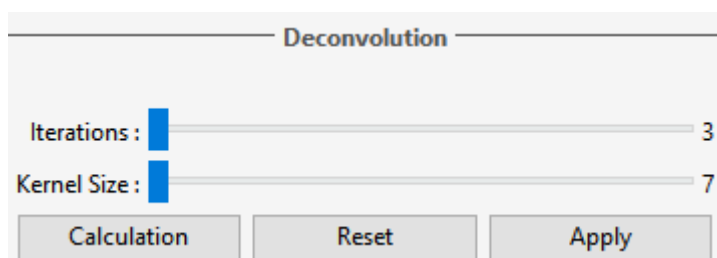 Deconvolution
Iterations : 3
Kernel Size : 7
Calculation Reset Apply